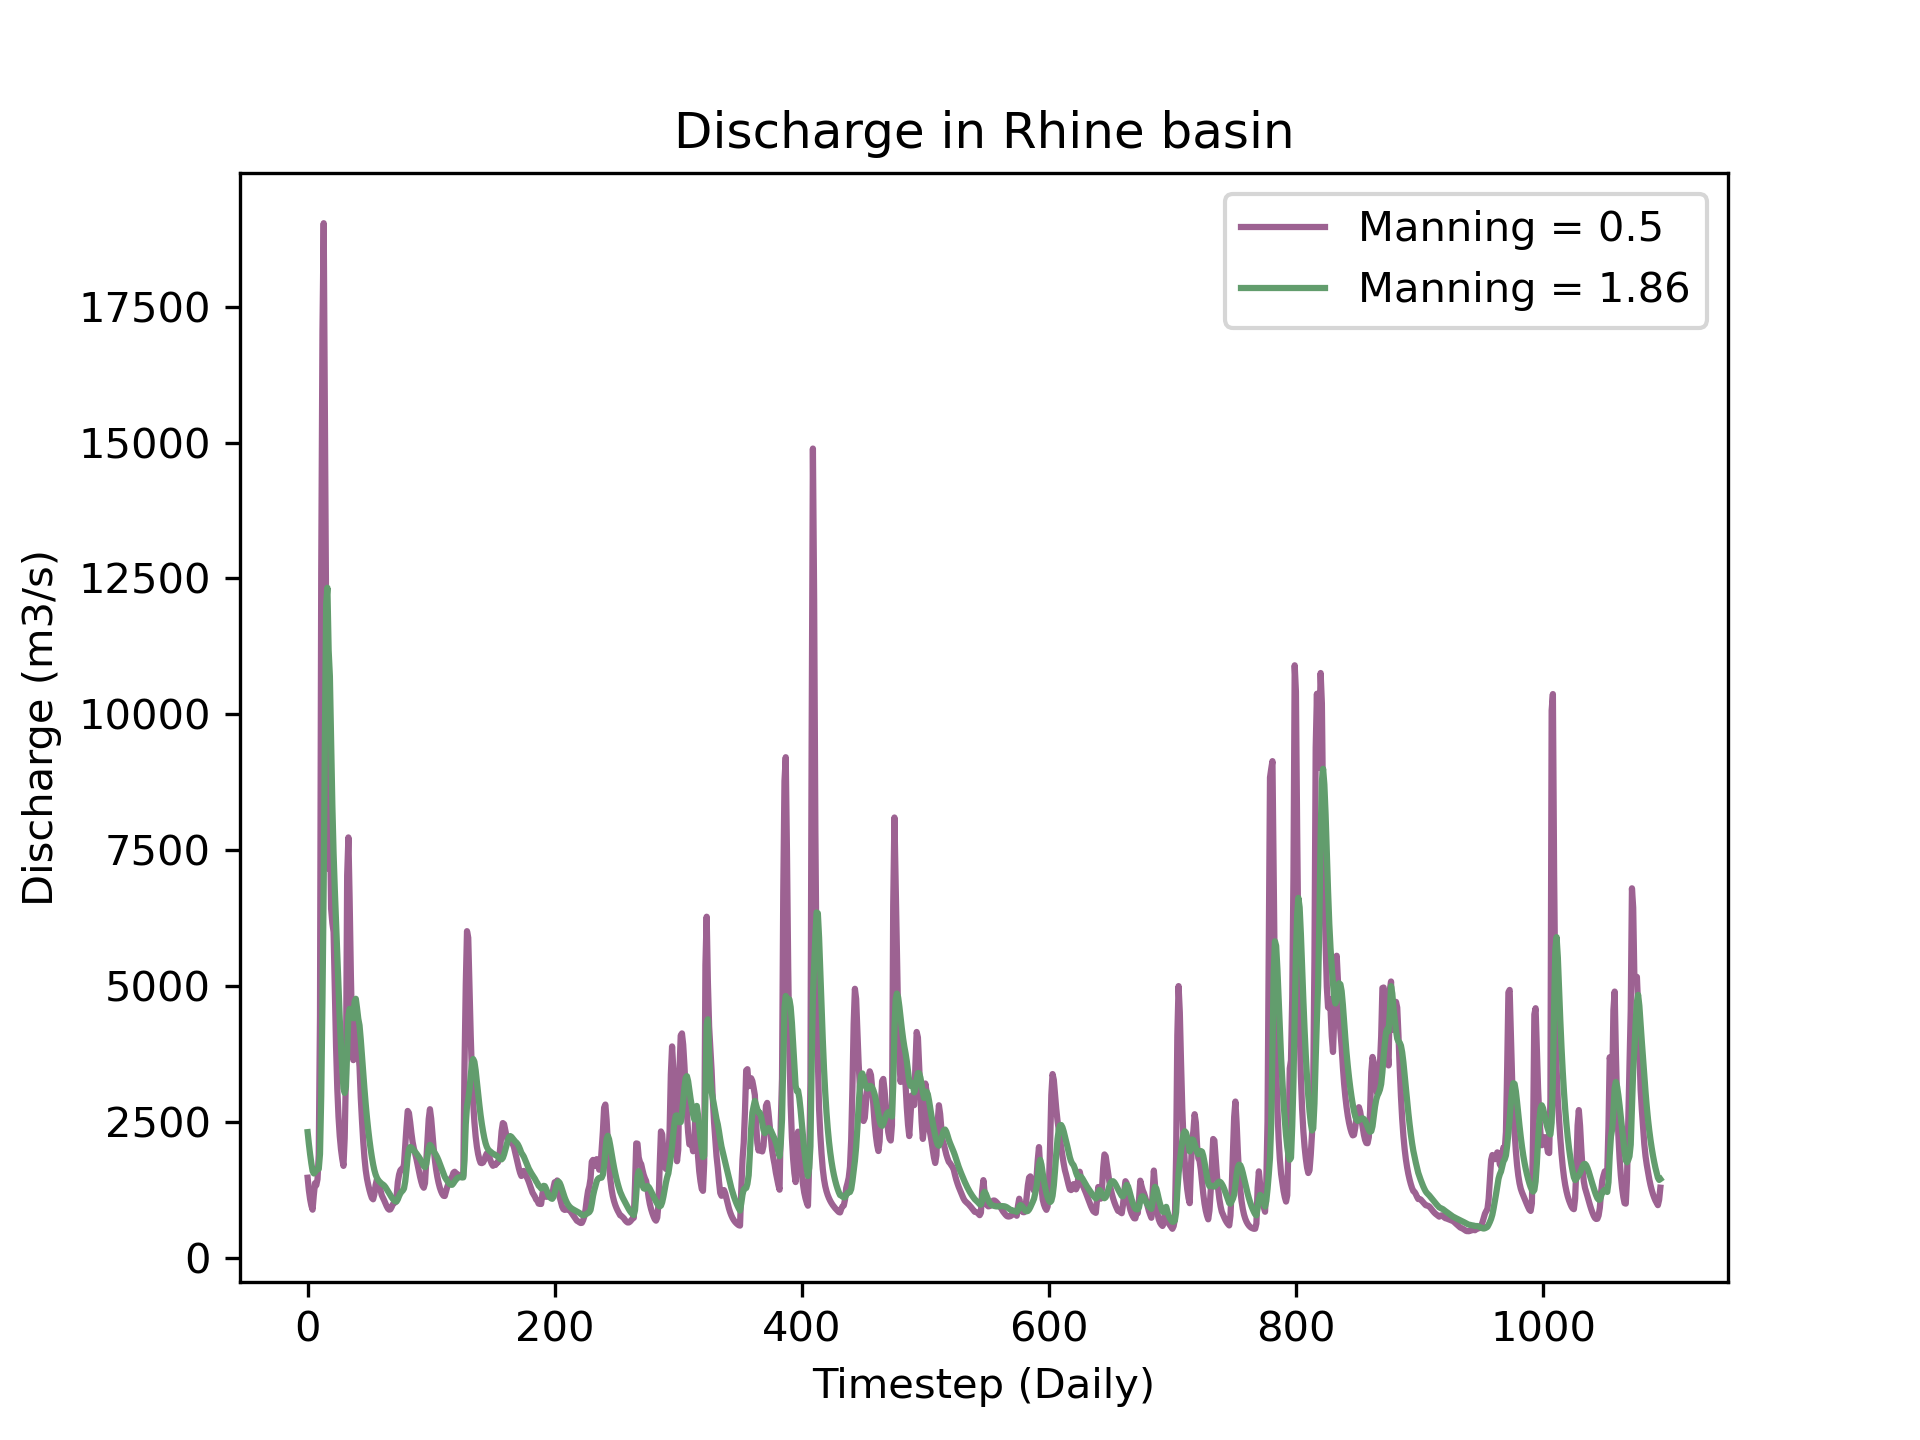 Discharge in Rhine basin
Manning = 0.5
Manning = 1.86
Discharge (m3/s)
17500
15000
12500
10000
7500
5000
2500
0
0 200 400 600 800 1000
Timestep (Daily)